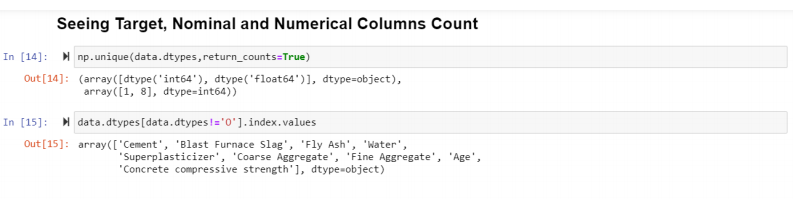 Seeing Target, Nominal and Numerical Columns Count
In [14]: np.unique(data.dtypes,return_counts=True)
Out[14]: (array([dtype('int64'), dtype('float64')], dtype=object),
array([1, 8], dtype=int64))
In [15]: data.dtypes[data.dtypes!='O'].index.values
Out[15]: array(['Cement', 'Blast Furnace Slag', 'Fly Ash', 'Water',
'Superplasticizer', 'Coarse Aggregate', 'Fine Aggregate', 'Age',
'Concrete compressive strength'], dtype=object)